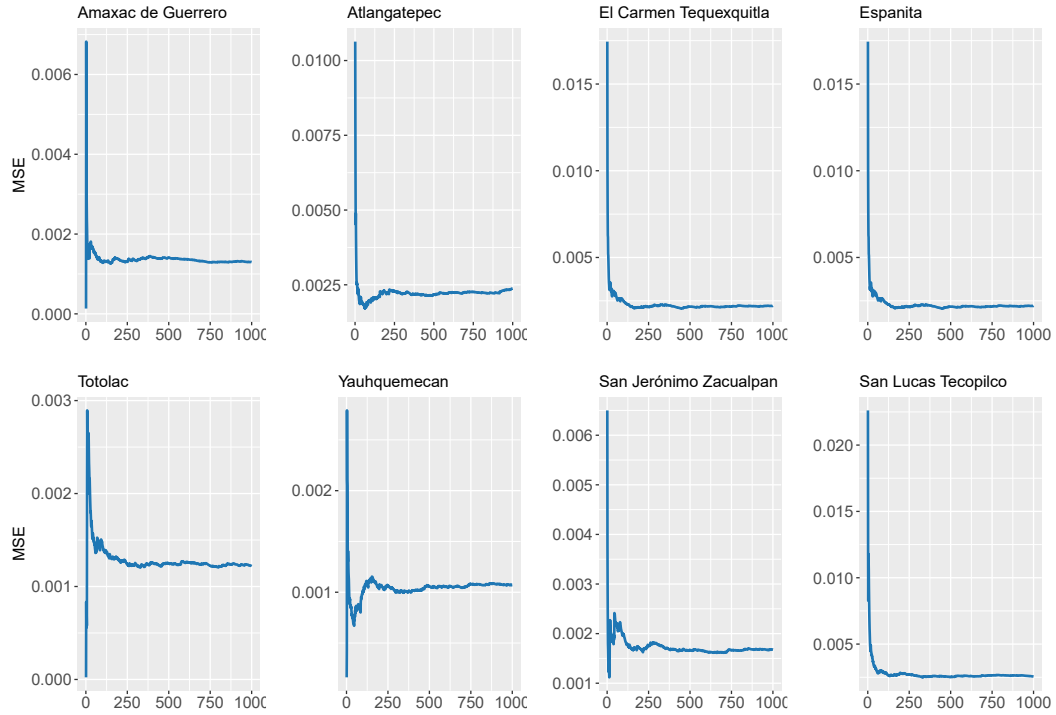 Amaxac de Guerrero
Atlangatepec
El Carmen Tequexquitla
Espanita
MSE
0.006
0.004
0.002
0.000
0 250 500 750 1000
0.0100
0.0075
0.0050
0.0025
0 250 500 750 1000
0.015
0.010
0.005
0 250 500 750 1000
0.015
0.010
0.005
0 250 500 750 1000
Totolac
Yauhquemecan
San Jerónimo Zacualpan
San Lucas Tecopilco
MSE
0.003
0.002
0.001
0.000
0 250 500 750 1000
0.002
0.001
0 250 500 750 1000
0.006
0.005
0.004
0.003
0.002
0.001
0 250 500 750 1000
0.020
0.015
0.010
0.005
0 250 500 750 1000